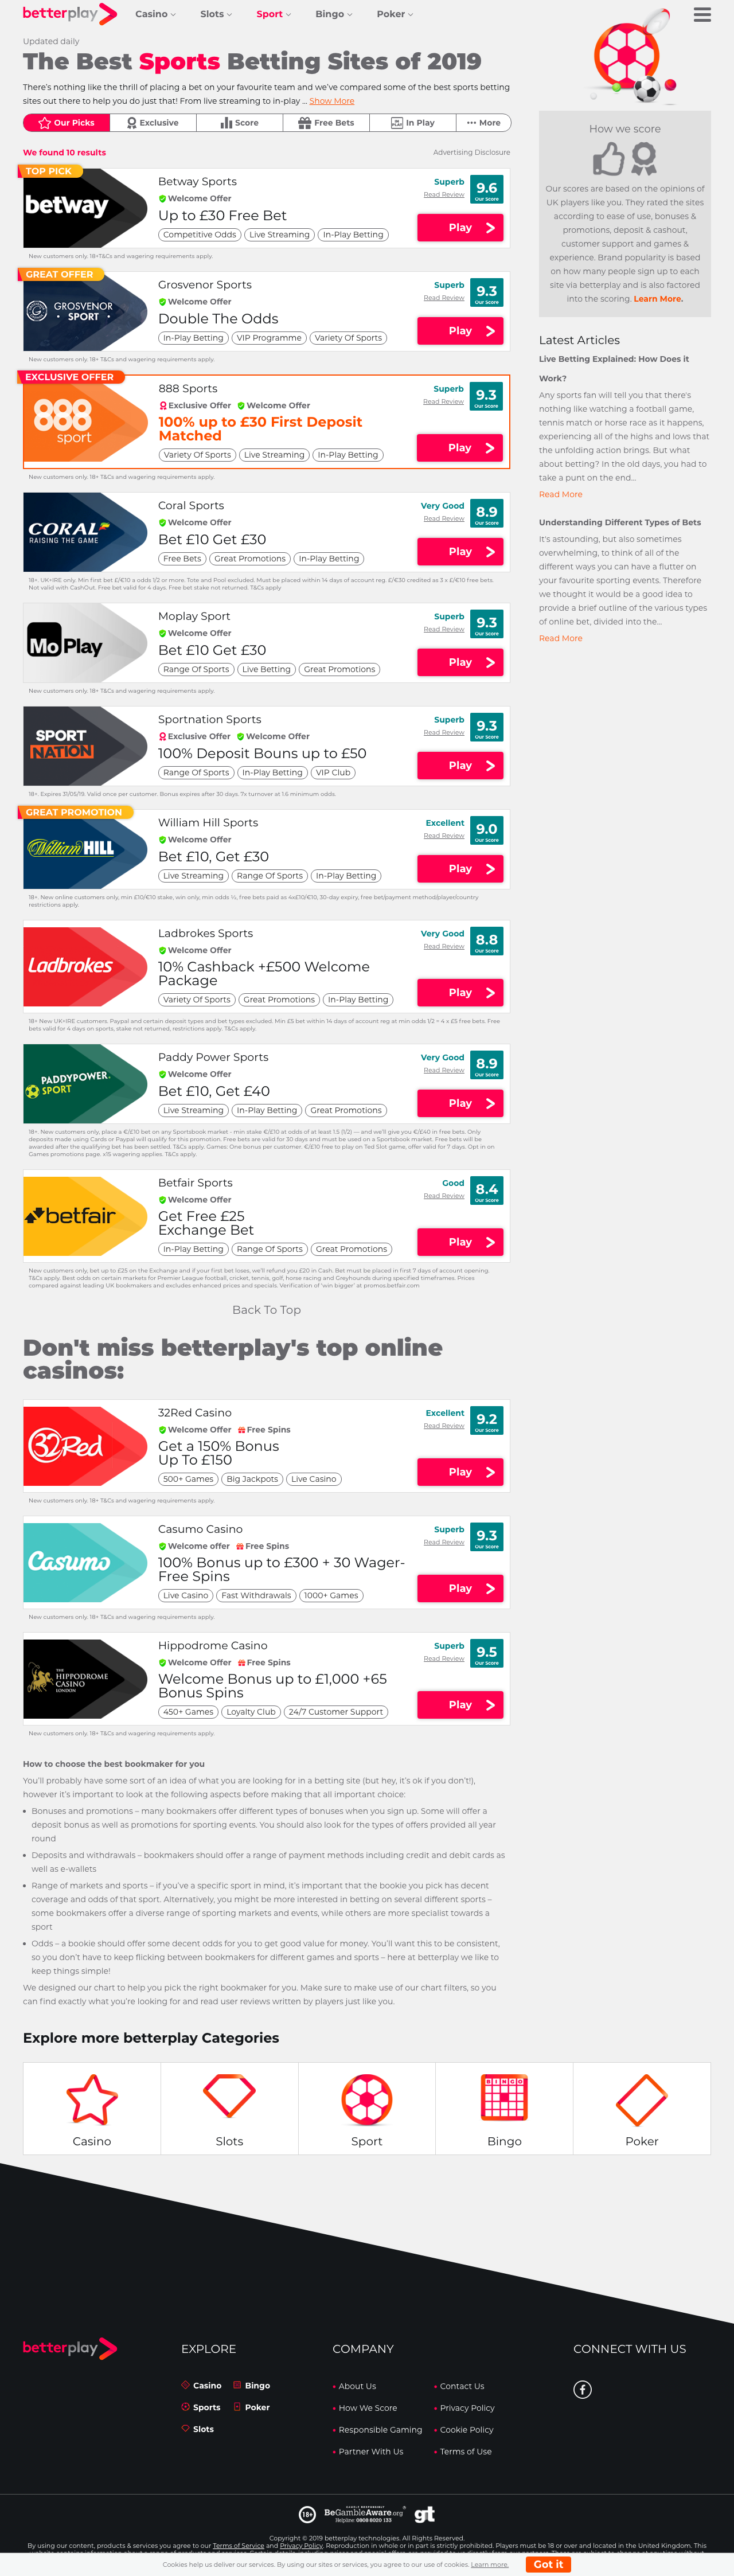 betterplay
Casino Slots Sport Bingo Poker
Updated daily
The Best Sports Betting Sites of 2019
There's nothing like the thrill of placing a bet on your favourite team and we've compared some of the best sports betting
sites out there to help you do just that! From live streaming to in-play ... Show More
Our Picks Exclusive Score Free Bets In Play More
We found 10 results Advertising Disclosure
TOP PICK
betway
Betway Sports
Welcome Offer
Up to £30 Free Bet
Competitive Odds Live Streaming In-Play Betting
Superb
Read Review
9.6
Our Score
Play
New customers only. 18+T&Cs and wagering requirements apply.
GREAT OFFER
GROSVENOR
SPORT
Grosvenor Sports
Welcome Offer
Double The Odds
In-Play Betting VIP Programme Variety Of Sports
Superb
Read Review
9.3
Our Score
Play
New customers only. 18+ T&Cs and wagering requirements apply.
EXCLUSIVE OFFER
888
sport
888 Sports
Exclusive Offer Welcome Offer
100% up to £30 First Deposit
Matched
Variety Of Sports Live Streaming In-Play Betting
Superb
Read Review
9.3
Our Score
Play
New customers only. 18+ T&Cs and wagering requirements apply.
CORAL
RAISING THE GAME
Coral Sports
Welcome Offer
Bet £10 Get £30
Free Bets Great Promotions In-Play Betting
Very Good
Read Review
8.9
Our Score
Play
18+. UK+IRE only. Min first bet £/€10 a odds 1/2 or more. Tote and Pool excluded. Must be placed within 14 days of account reg. £/€30 credited as 3 x £/€10 free bets.
Not valid with CashOut. Free bet valid for 4 days. Free bet stake not returned. T&Cs apply
MoPlay
Moplay Sport
Welcome Offer
Bet £10 Get £30
Range Of Sports Live Betting Great Promotions
Superb
Read Review
9.3
Our Score
Play
New customers only. 18+ T&Cs and wagering requirements apply.
SPORT
NATION
Sportnation Sports
Exclusive Offer Welcome Offer
100% Deposit Bouns up to £50
Range Of Sports In-Play Betting VIP Club
Superb
Read Review
9.3
Our Score
Play
18+. Expires 31/05/19. Valid once per customer. Bonus expires after 30 days. 7x turnover at 1.6 minimum odds.
GREAT PROMOTION
William HILL
William Hill Sports
Welcome Offer
Bet £10, Get £30
Live Streaming Range Of Sports In-Play Betting
Excellent
Read Review
9.0
Our Score
Play
18+. New online customers only, min £10/€10 stake, win only, min odds ½, free bets paid as 4x£10/€10, 30-day expiry, free bet/payment method/player/country
restrictions apply.
Ladbrokes
Ladbrokes Sports
Welcome Offer
10% Cashback +£500 Welcome
Package
Variety Of Sports Great Promotions In-Play Betting
Very Good
Read Review
8.8
Our Score
Play
18+ New UK+IRE customers. Paypal and certain deposit types and bet types excluded. Min £5 bet within 14 days of account reg at min odds 1/2 = 4 x £5 free bets. Free
bets valid for 4 days on sports, stake not returned, restrictions apply. T&Cs apply.
PADDYPOWER.
SPORT
Paddy Power Sports
Welcome Offer
Bet £10, Get £40
Live Streaming In-Play Betting Great Promotions
Very Good
Read Review
8.9
Our Score
Play
18+. New customers only, place a €/£10 bet on any Sportsbook market - min stake €/£10 at odds of at least 1.5 (1/2) — and we'll give you €/£40 in free bets. Only
deposits made using Cards or Paypal will qualify for this promotion. Free bets are valid for 30 days and must be used on a Sportsbook market. Free bets will be
awarded after the qualifying bet has been settled. T&Cs apply. Games: One bonus per customer. €/£10 free to play on Ted Slot game, offer valid for 7 days. Opt in on
Games promotions page. x15 wagering applies. T&Cs apply.
betfair
Betfair Sports
Welcome Offer
Get Free £25
Exchange Bet
In-Play Betting Range Of Sports Great Promotions
Good
Read Review
8.4
Our Score
Play
New customers only, bet up to £25 on the Exchange and if your first bet loses, we'll refund you £20 in Cash. Bet must be placed in first 7 days of account opening.
T&Cs apply. Best odds on certain markets for Premier League football, cricket, tennis, golf, horse racing and Greyhounds during specified timeframes. Prices
compared against leading UK bookmakers and excludes enhanced prices and specials. Verification of 'win bigger' at promos.betfair.com
Back To Top
How we score
Our scores are based on the opinions of
UK players like you. They rated the sites
according to ease of use, bonuses &
promotions, deposit & cashout,
customer support and games &
experience. Brand popularity is based
on how many people sign up to each
site via betterplay and is also factored
into the scoring. Learn More.
Latest Articles
Live Betting Explained: How Does it
Work?
Any sports fan will tell you that there's
nothing like watching a football game,
tennis match or horse race as it happens,
experiencing all of the highs and lows that
the unfolding action brings. But what
about betting? In the old days, you had to
take a punt on the end...
Read More
Understanding Different Types of Bets
It's astounding, but also sometimes
overwhelming, to think of all of the
different ways you can have a flutter on
your favourite sporting events. Therefore
we thought it would be a good idea to
provide a brief outline of the various types
of online bet, divided into the...
Read More
Don't miss betterplay's top online
casinos:
32Red
32Red Casino
Welcome Offer Free Spins
Get a 150% Bonus
Up To £150
500+ Games Big Jackpots Live Casino
Excellent
Read Review
9.2
Our Score
Play
New customers only. 18+ T&Cs and wagering requirements apply.
Casumo
Casumo Casino
Welcome offer Free Spins
100% Bonus up to £300 + 30 Wager-
Free Spins
Live Casino Fast Withdrawals 1000+ Games
Superb
Read Review
9.3
Our Score
Play
New customers only. 18+ T&Cs and wagering requirements apply.
THE
HIPPODROME
CASINO
LONDON
Hippodrome Casino
Welcome Offer Free Spins
Welcome Bonus up to £1,000 +65
Bonus Spins
450+ Games Loyalty Club 24/7 Customer Support
Superb
Read Review
9.5
Our Score
Play
New customers only. 18+ T&Cs and wagering requirements apply.
How to choose the best bookmaker for you
You'll probably have some sort of an idea of what you are looking for in a betting site (but hey, it's ok if you don't!),
however it's important to look at the following aspects before making that all important choice:
Bonuses and promotions – many bookmakers offer different types of bonuses when you sign up. Some will offer a
deposit bonus as well as promotions for sporting events. You should also look for the types of offers provided all year
round
Deposits and withdrawals – bookmakers should offer a range of payment methods including credit and debit cards as
well as e-wallets
Range of markets and sports – if you've a specific sport in mind, it's important that the bookie you pick has decent
coverage and odds of that sport. Alternatively, you might be more interested in betting on several different sports –
some bookmakers offer a diverse range of sporting markets and events, while others are more specialist towards a
sport
Odds – a bookie should offer some decent odds for you to get good value for money. You'll want this to be consistent,
so you don't have to keep flicking between bookmakers for different games and sports – here at betterplay we like to
keep things simple!
We designed our chart to help you pick the right bookmaker for you. Make sure to make use of our chart filters, so you
can find exactly what you're looking for and read user reviews written by players just like you.
Explore more betterplay Categories
BINGO
Casino Slots Sport Bingo Poker
betterplay
EXPLORE
Casino Bingo
Sports Poker
Slots
COMPANY
About Us Contact Us
How We Score Privacy Policy
Responsible Gaming Cookie Policy
Partner With Us Terms of Use
CONNECT WITH US
18+ BeGambleAware.org gt
Helpline 0808 8020 133
Copyright © 2019 betterplay technologies. All Rights Reserved.
By using our content, products & services you agree to our Terms of Service and Privacy Policy. Reproduction in whole or in part is strictly prohibited. Players must be 18 or over and located in the United Kingdom. This
Cookies help us deliver our services. By using our sites or services, you agree to our use of cookies. Learn more. Got it